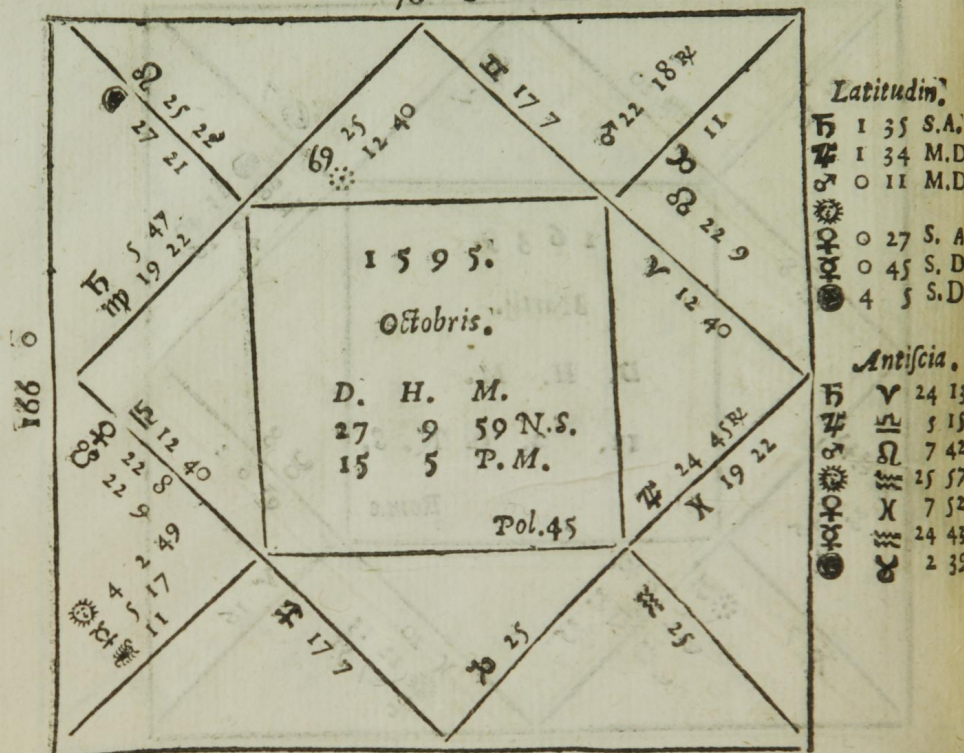 ♌ 25 22
☽ 27 21
♋ 25
☉ 12 40
♊ 17 7
♂ 22 18 ℞
♉ 11
☊ 22 9
♈ 12 40
♄ 5 47
♍ 19 22
1595.
Octobris.
D. H. M.
27 9 59 N.S.
15 5 P.M.
Pol.45
♎ 12 40
♀ 22 8
☋ 22 9
☉ 4 2 49
☿ 5 17
♏ 11
♐ 17 7
♑ 25
♒ 25
♃ 24 45 ℞
♓ 19 22
Latitudin.
♄ 1 35 S.A.
♃ 1 34 M.D
♂ 0 11 M.D
☉
♀ 0 27 S. A
☿ 0 45 S. D
☽ 4 5 S.D
Antiscia.
♄ ♈ 24 13
♃ ♎ 5 15
♂ ♌ 7 42
☉ ♒ 25 57
♀ ♓ 7 52
☿ ♒ 24 43
☽ ♉ 2 39